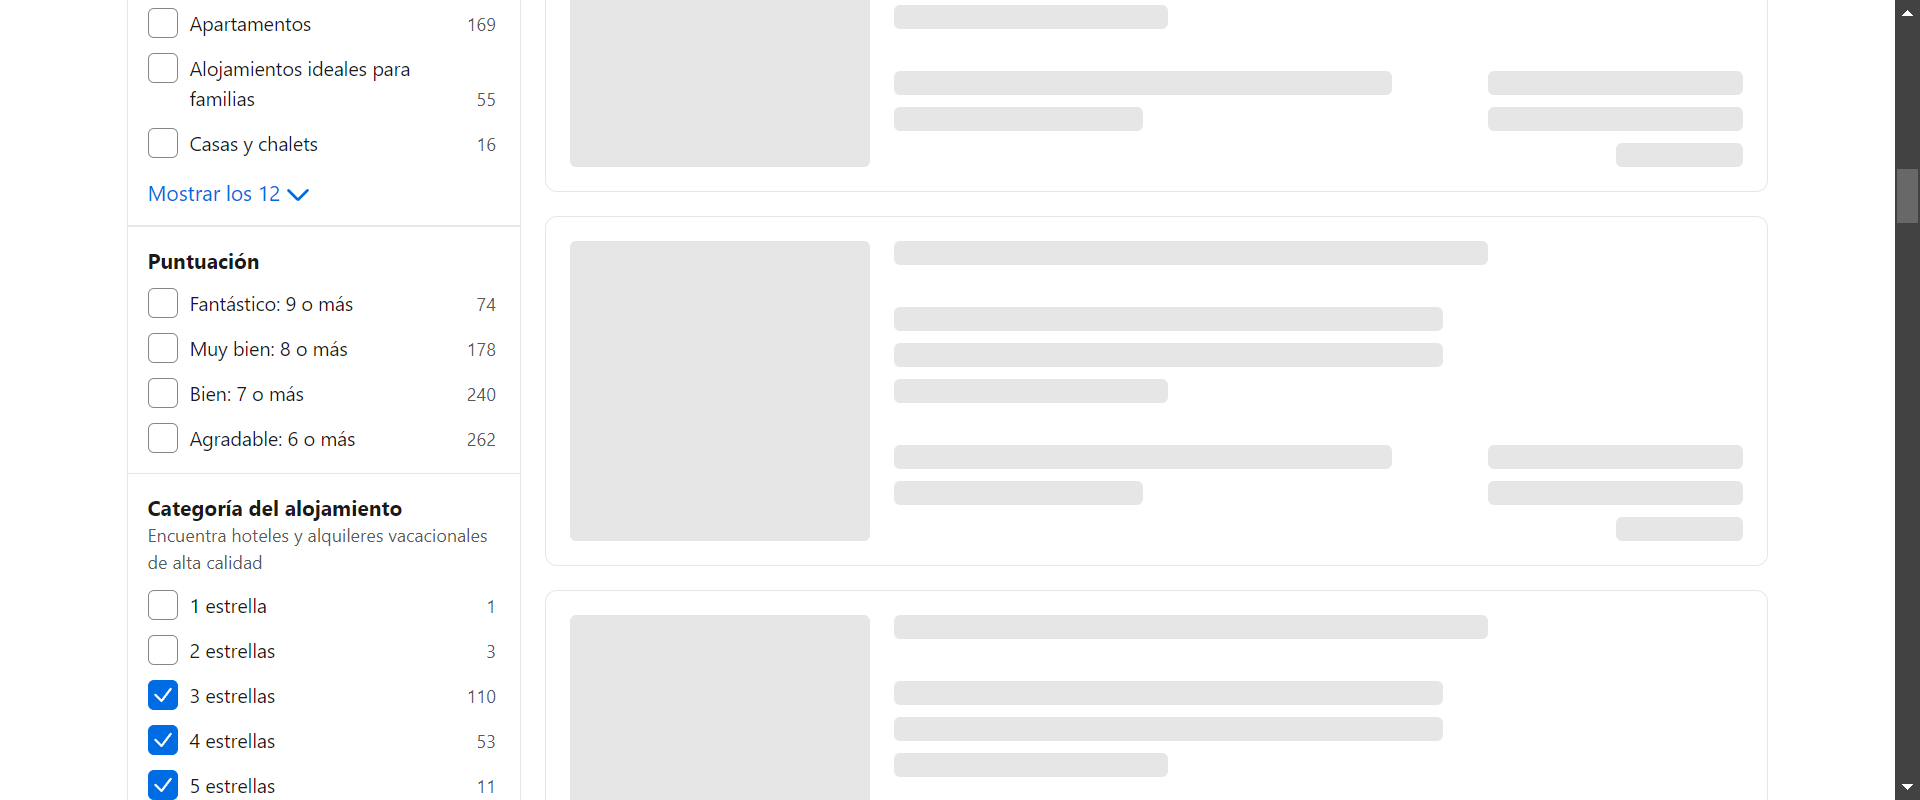 Apartamentos 169
Alojamientos ideales para
familias 55
Casas y chalets 16
Mostrar los 12
Puntuación
Fantástico: 9 o más 74
Muy bien: 8 o más 178
Bien: 7 o más 240
Agradable: 6 o más 262
Categoría del alojamiento
Encuentra hoteles y alquileres vacacionales
de alta calidad
1 estrella 1
2 estrellas 3
3 estrellas 110
4 estrellas 53
5 estrellas 11